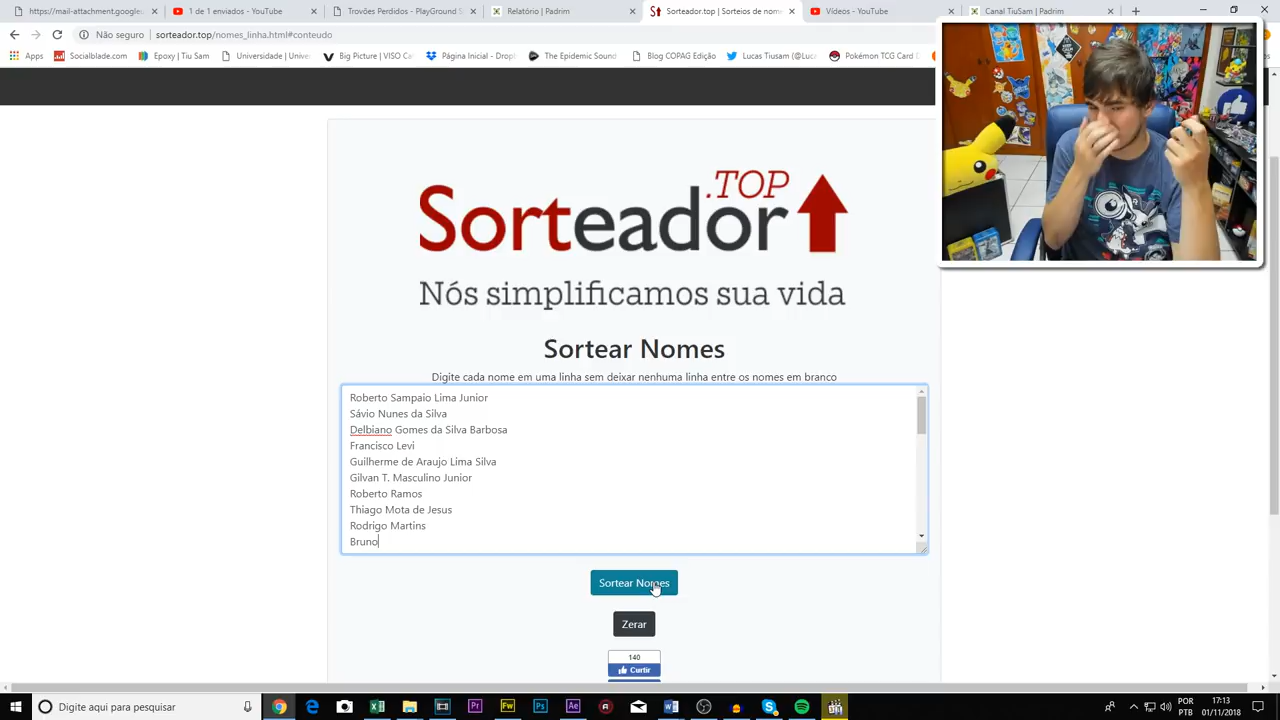 https://mail-attachment.google
1 de 1 enviados - YouTube
Trovões Perdidos - PlayGround
Relatório | Padrim
Sorteador.top | Sorteios de nom
Vídeos - YouTube
Canal TiuSam | Padrim
Não seguro
sorteador.top/nomes_linha.html#conteudo
Apps
Socialblade.com
Epoxy | Tiu Sam
Universidade | Unive
Big Picture | VISO Ca
Página Inicial - Dropb
The Epidemic Sound
Blog COPAG Edição
Lucas Tiusam (@Luca
Pokémon TCG Card D
Sorteador.TOP
Nós simplificamos sua vida
Sortear Nomes
Digite cada nome em uma linha sem deixar nenhuma linha entre os nomes em branco
Roberto Sampaio Lima Junior
Sávio Nunes da Silva
Delbiano Gomes da Silva Barbosa
Francisco Levi
Guilherme de Araujo Lima Silva
Gilvan T. Masculino Junior
Roberto Ramos
Thiago Mota de Jesus
Rodrigo Martins
Bruno
Sortear Nomes
Zerar
140
Curtir
Digite aqui para pesquisar
POR
PTB
17:13
01/11/2018